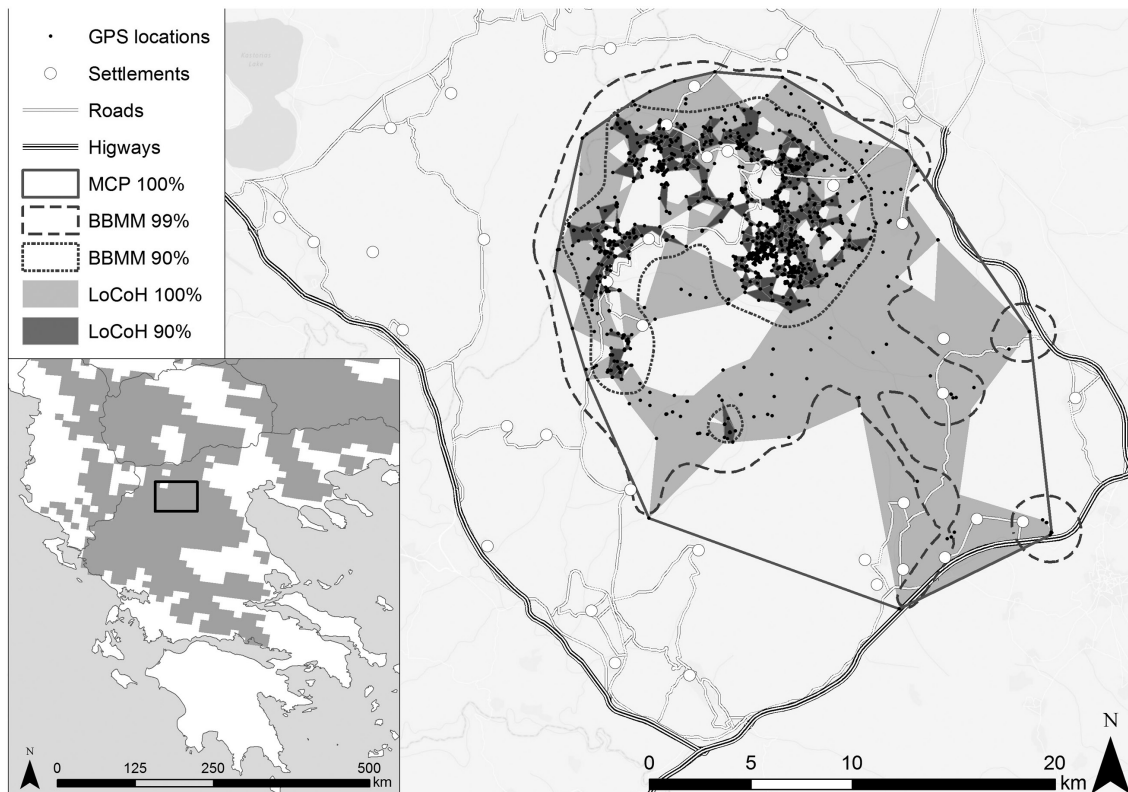 GPS locations
Settlements
Roads
Higways
MCP 100%
BBMM 99%
BBMM 90%
LoCoH 100%
LoCoH 90%
N
0 125 250 500
km
N
0 5 10 20
km